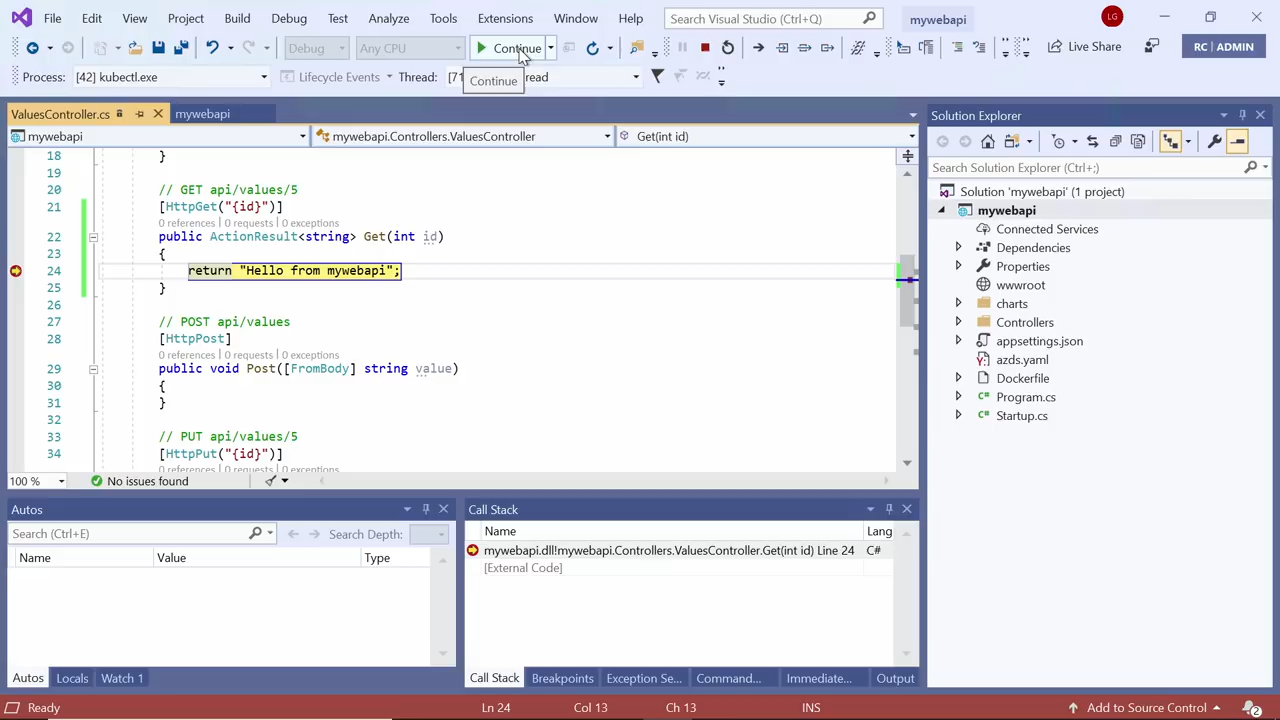 File Edit View Project Build Debug Test Analyze Tools Extensions Window Help Search Visual Studio (Ctrl+Q) mywebapi LG
Debug Any CPU Continue Live Share RC | ADMIN
Process: [42] kubectl.exe Lifecycle Events Thread: [71 read
Continue
ValuesController.cs mywebapi
mywebapi mywebapi.Controllers.ValuesController Get(int id)
18 }
19
20 // GET api/values/5
21 [HttpGet("{id}")]
0 references | 0 requests | 0 exceptions
22 public ActionResult<string> Get(int id)
23 {
24 return "Hello from mywebapi";
25 }
26
27 // POST api/values
28 [HttpPost]
0 references | 0 requests | 0 exceptions
29 public void Post([FromBody] string value)
30 {
31 }
32
33 // PUT api/values/5
34 [HttpPut("{id}")]
0 references | 0 requests | 0 exceptions
100 % No issues found
Solution Explorer
Search Solution Explorer (Ctrl+;)
Solution 'mywebapi' (1 project)
mywebapi
Connected Services
Dependencies
Properties
wwwroot
charts
Controllers
appsettings.json
azds.yaml
Dockerfile
C# Program.cs
C# Startup.cs
Autos
Search (Ctrl+E) Search Depth:
Name Value Type
Autos Locals Watch 1
Call Stack
Name Lang
mywebapi.dll!mywebapi.Controllers.ValuesController.Get(int id) Line 24 C#
[External Code]
Call Stack Breakpoints Exception Se... Command... Immediate... Output
Ready Ln 24 Col 13 Ch 13 INS Add to Source Control 2